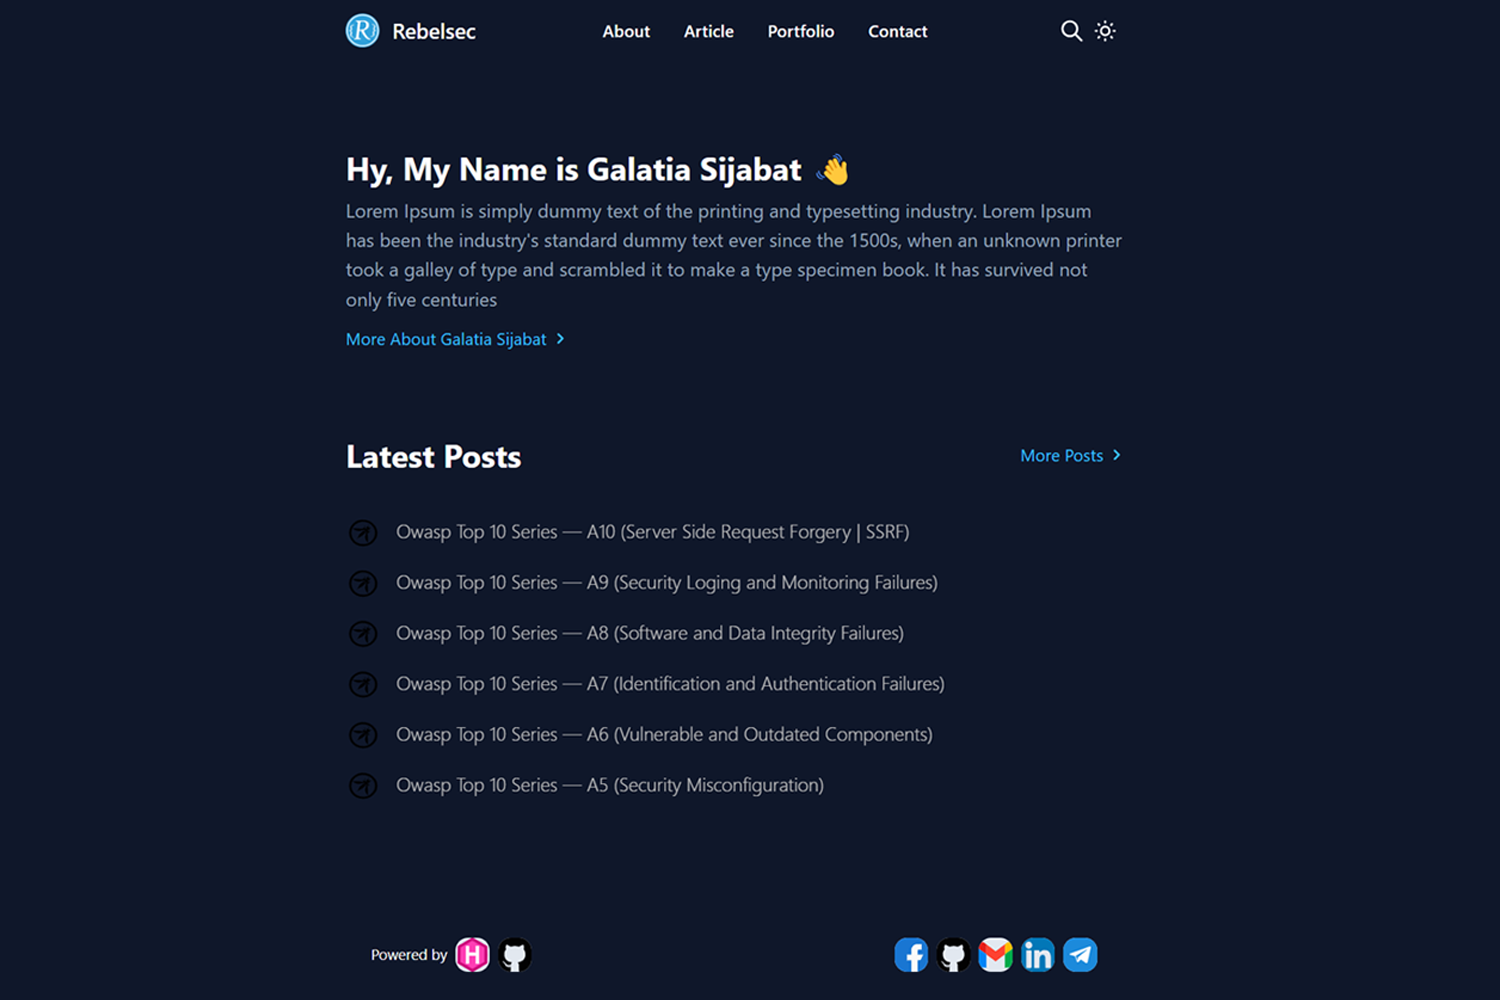 R Rebelsec
About Article Portfolio Contact
Hy, My Name is Galatia Sijabat 👋
Lorem Ipsum is simply dummy text of the printing and typesetting industry. Lorem Ipsum
has been the industry's standard dummy text ever since the 1500s, when an unknown printer
took a galley of type and scrambled it to make a type specimen book. It has survived not
only five centuries
More About Galatia Sijabat >
Latest Posts
More Posts >
Owasp Top 10 Series — A10 (Server Side Request Forgery | SSRF)
Owasp Top 10 Series — A9 (Security Loging and Monitoring Failures)
Owasp Top 10 Series — A8 (Software and Data Integrity Failures)
Owasp Top 10 Series — A7 (Identification and Authentication Failures)
Owasp Top 10 Series — A6 (Vulnerable and Outdated Components)
Owasp Top 10 Series — A5 (Security Misconfiguration)
Powered by H
f in